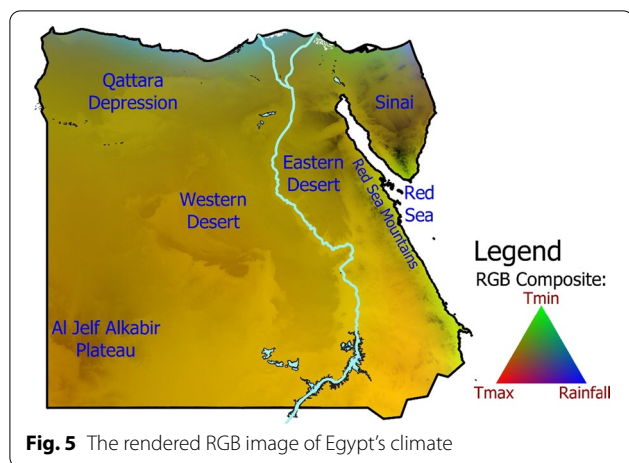 Qattara
Depression
Sinai
Eastern
Desert
Western
Desert
Red Sea Mountains
Red
Sea
Al Jelf Alkabir
Plateau
Legend
RGB Composite:
Tmin
Tmax Rainfall
Fig. 5 The rendered RGB image of Egypt's climate